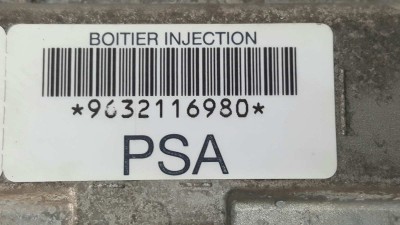 BOITIER INJECTION
*9632116980*
PSA